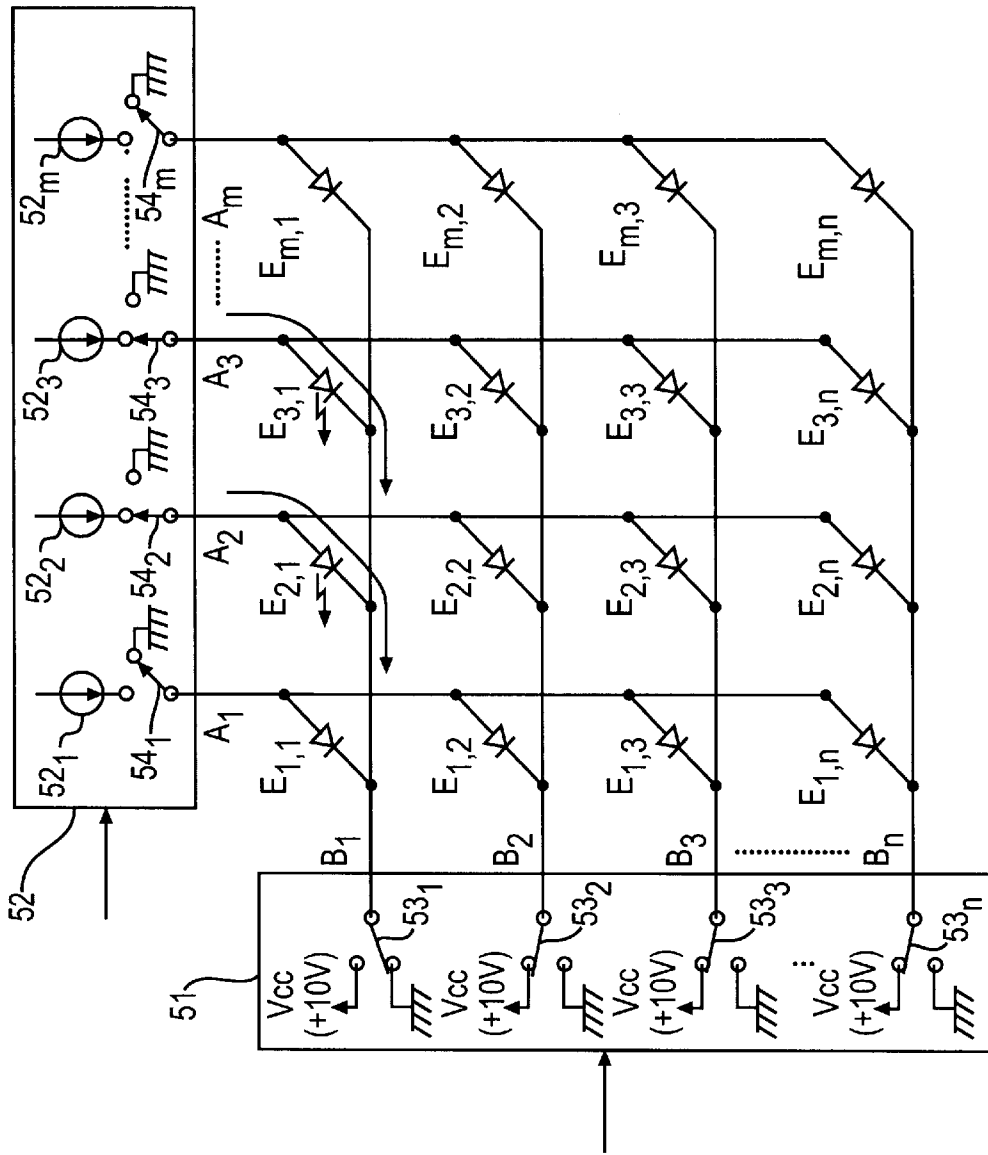 52
52₁ 52₂ 52₃ 52ₘ
54₁ 54₂ 54₃ ........ 54ₘ
A₁ A₂ A₃ ........ Aₘ
51
Vcc (+10V) 53₁ B₁ E₁,₁ E₂,₁ E₃,₁ Eₘ,₁
Vcc (+10V) 53₂ B₂ E₁,₂ E₂,₂ E₃,₂ Eₘ,₂
Vcc (+10V) 53₃ B₃ E₁,₃ E₂,₃ E₃,₃ Eₘ,₃
... ............
Vcc (+10V) 53ₙ Bₙ E₁,ₙ E₂,ₙ E₃,ₙ Eₘ,ₙ